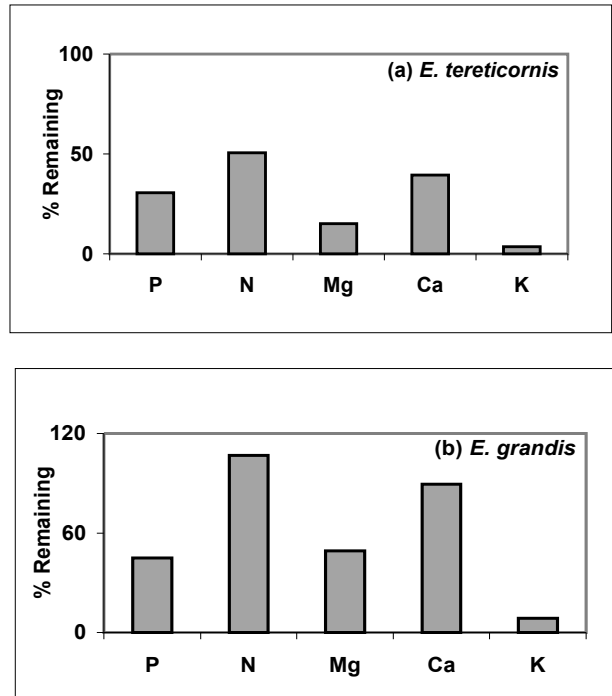 100
(a) E. tereticornis
% Remaining
50
0
P N Mg Ca K
120
(b) E. grandis
% Remaining
60
0
P N Mg Ca K